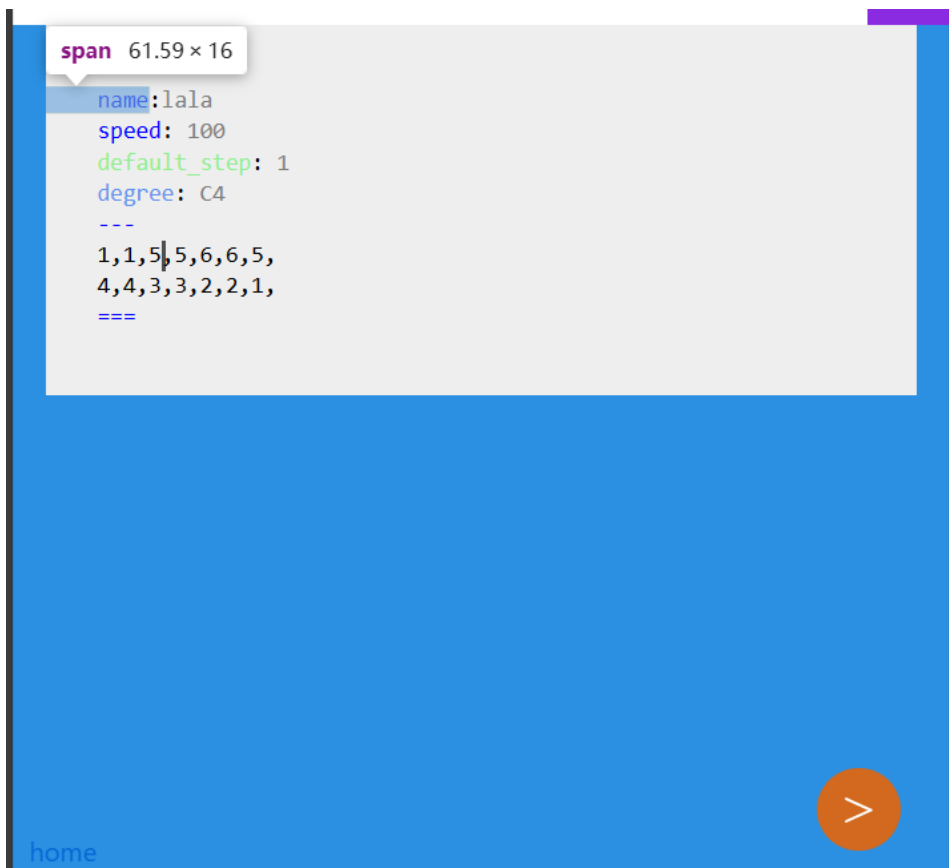 span 61.59 × 16
name:lala
speed: 100
default_step: 1
degree: C4
---
1,1,5,5,6,6,5,
4,4,3,3,2,2,1,
===
>
home